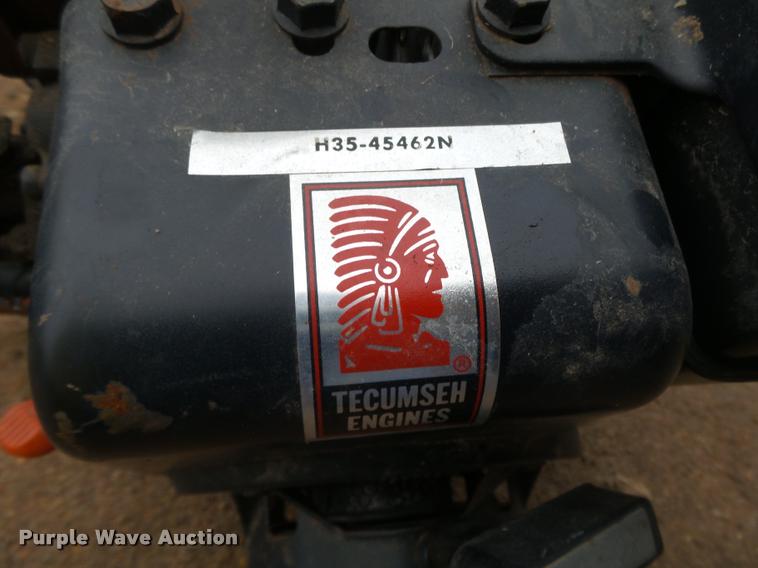 H35-45462N
®
TECUMSEH
ENGINES
Purple Wave Auction